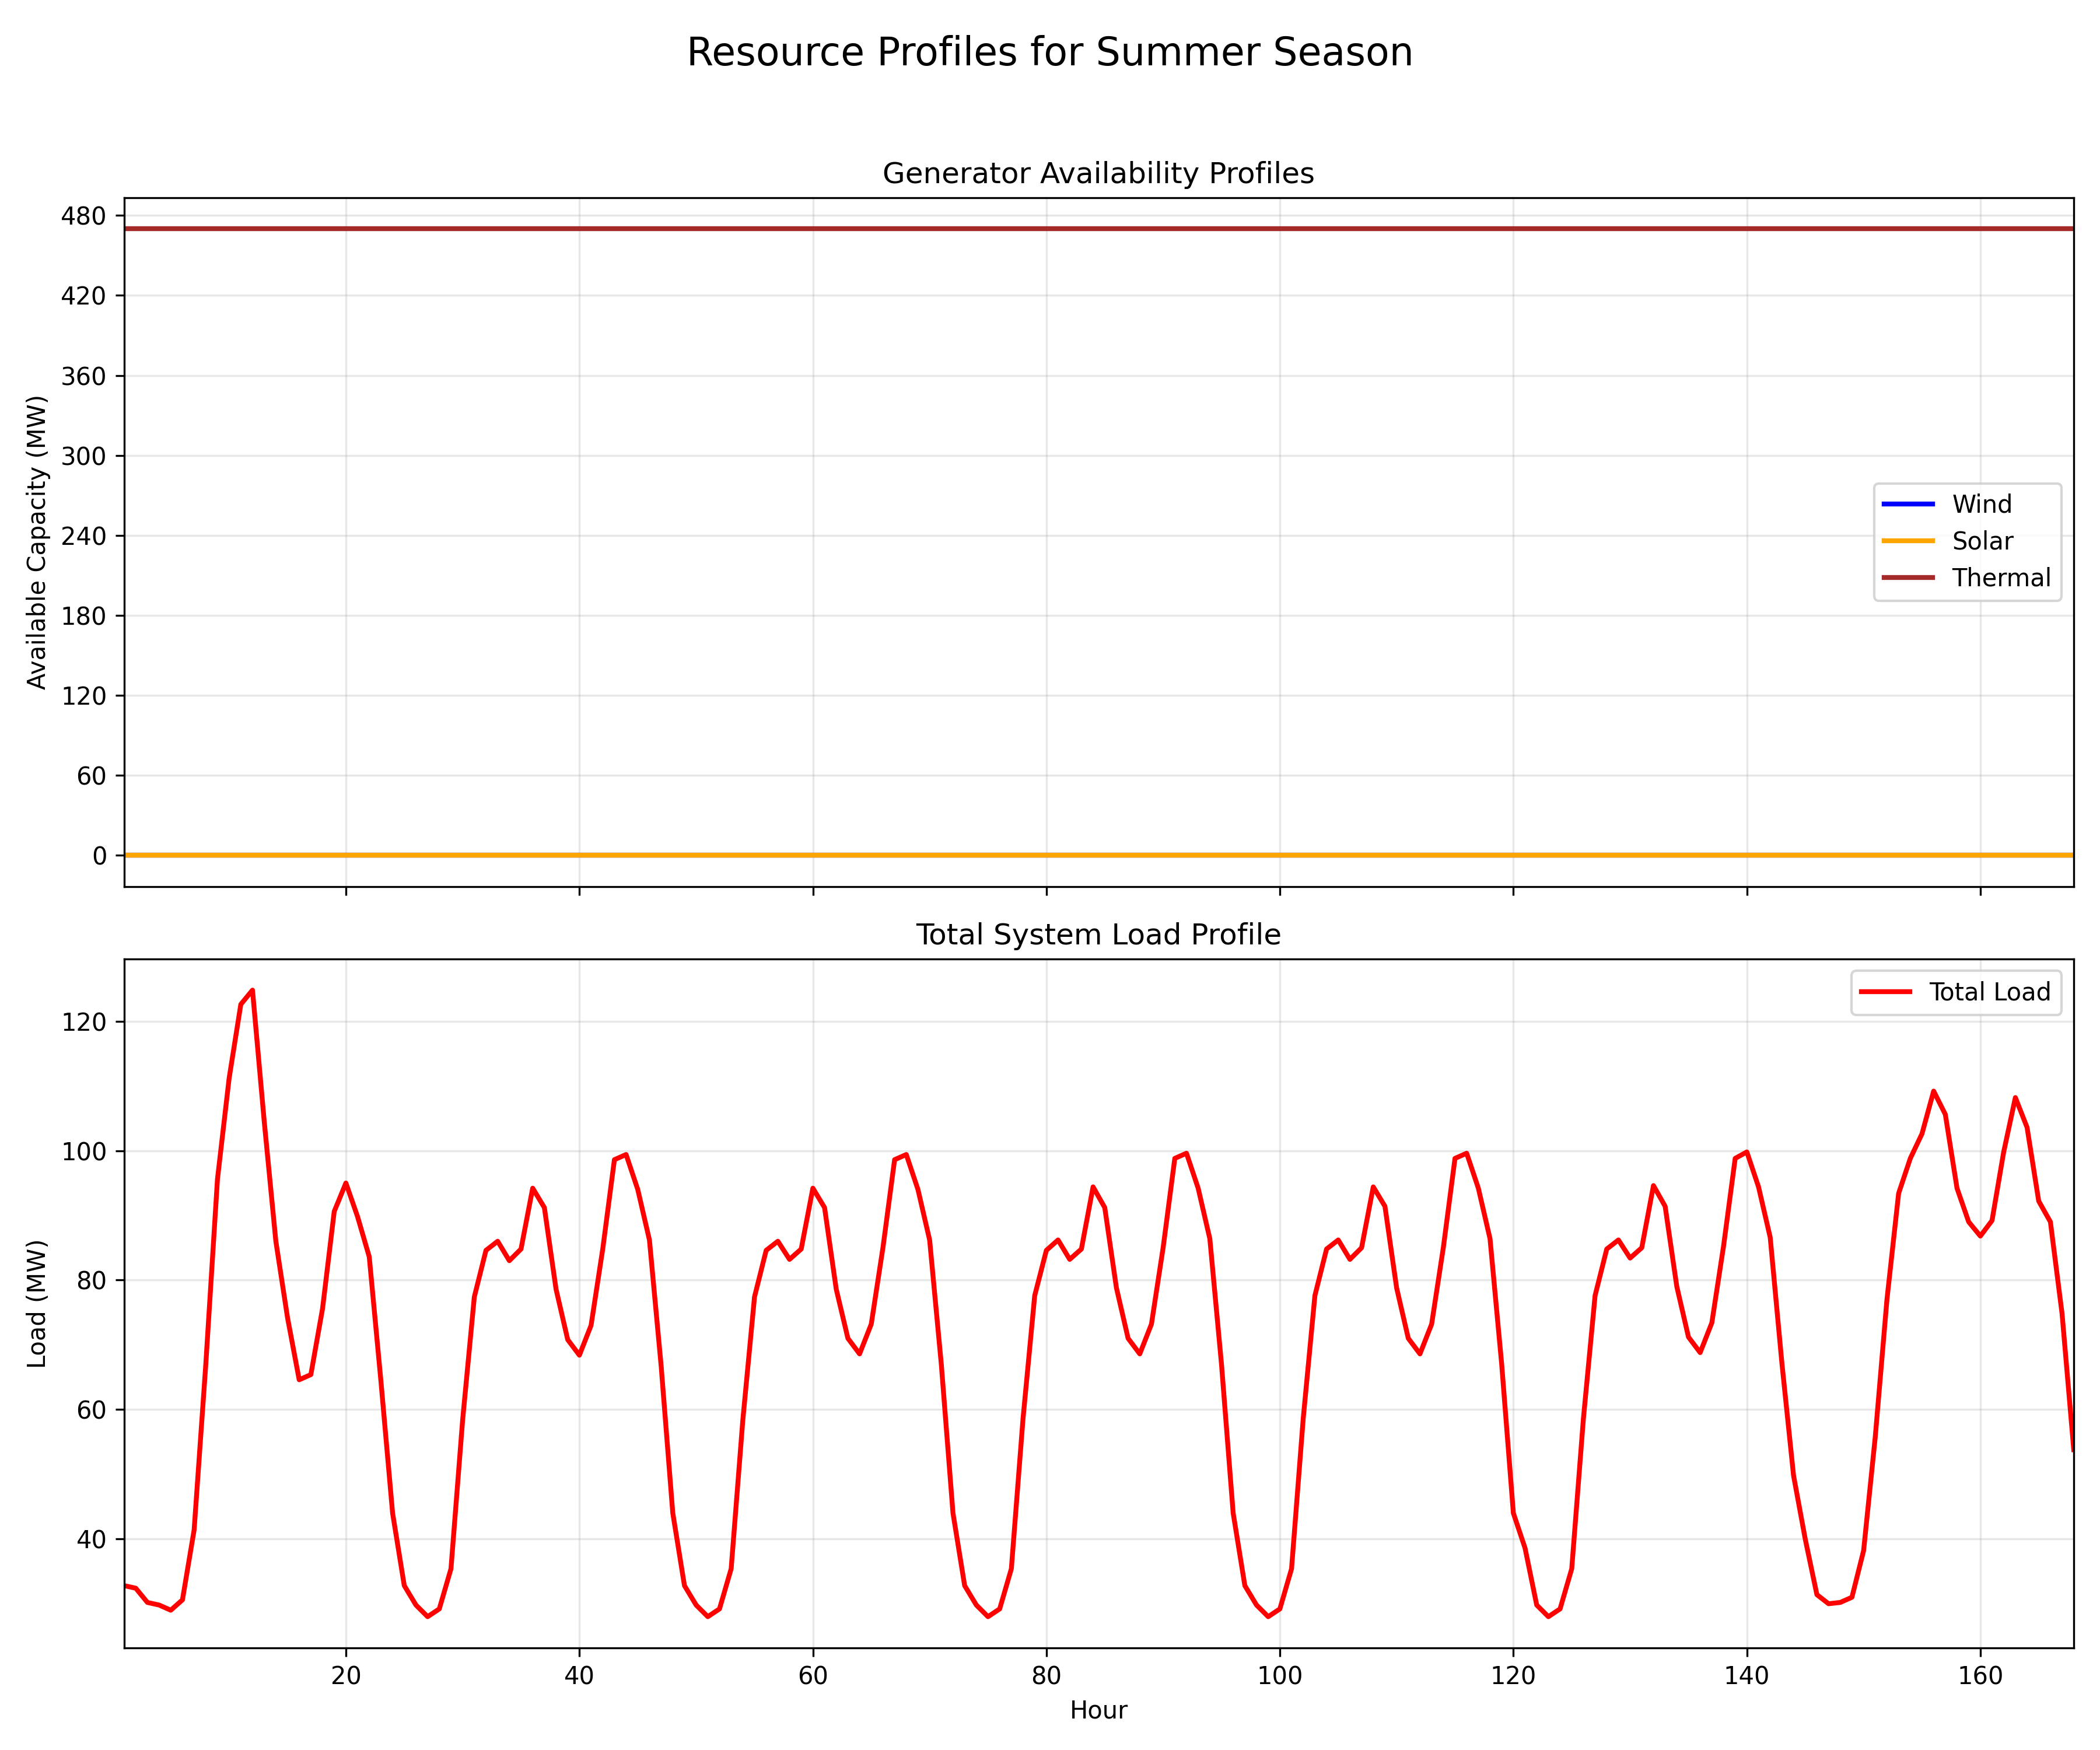 Resource Profiles for Summer Season
Generator Availability Profiles
Available Capacity (MW)
480
420
360
300
240
180
120
60
0
Wind
Solar
Thermal
Total System Load Profile
Load (MW)
120
100
80
60
40
Total Load
20 40 60 80 100 120 140 160
Hour